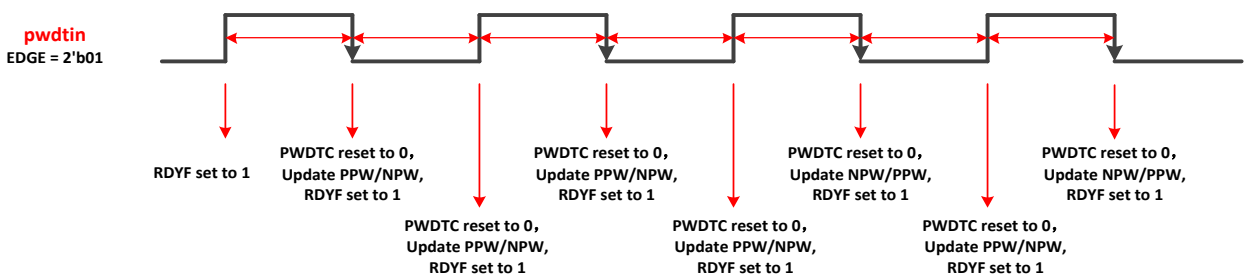 pwdtin
EDGE = 2'b01
RDYF set to 1
PWDTC reset to 0，
Update PPW/NPW,
RDYF set to 1
PWDTC reset to 0，
Update PPW/NPW,
RDYF set to 1
PWDTC reset to 0，
Update PPW/NPW,
RDYF set to 1
PWDTC reset to 0，
Update PPW/NPW,
RDYF set to 1
PWDTC reset to 0，
Update NPW/PPW,
RDYF set to 1
PWDTC reset to 0，
Update PPW/NPW,
RDYF set to 1
PWDTC reset to 0，
Update NPW/PPW,
RDYF set to 1